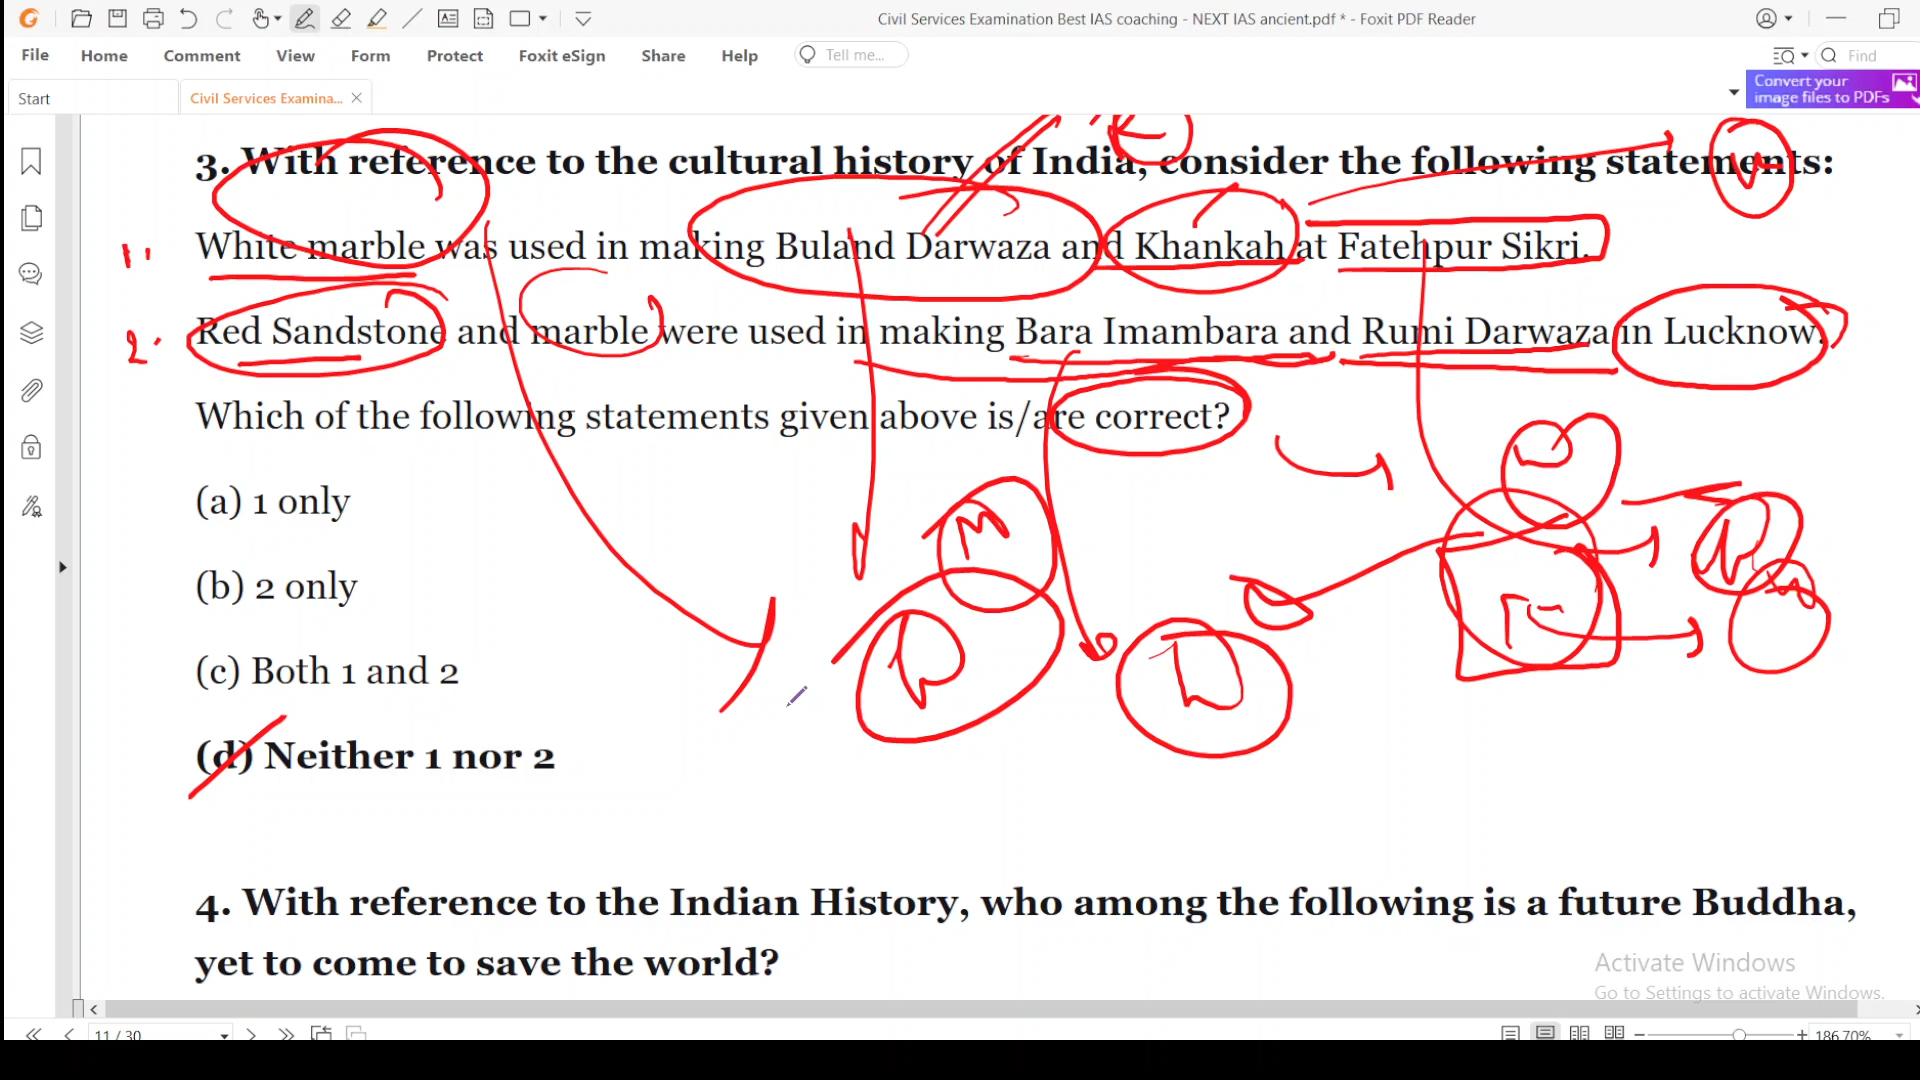 Civil Services Examination Best IAS coaching - NEXT IAS ancient.pdf * - Foxit PDF Reader
File Home Comment View Form Protect Foxit eSign Share Help Tell me... Find
Start Civil Services Examina... Convert your
image files to PDFs
3. With reference to the cultural history of India, consider the following statements:
1. White marble was used in making Buland Darwaza and Khankah at Fatehpur Sikri.
2. Red Sandstone and marble were used in making Bara Imambara and Rumi Darwaza in Lucknow.
Which of the following statements given above is/are correct?
(a) 1 only
(b) 2 only
(c) Both 1 and 2
(d) Neither 1 nor 2
4. With reference to the Indian History, who among the following is a future Buddha,
yet to come to save the world?
Activate Windows
Go to Settings to activate Windows.
11 / 30 186.70%